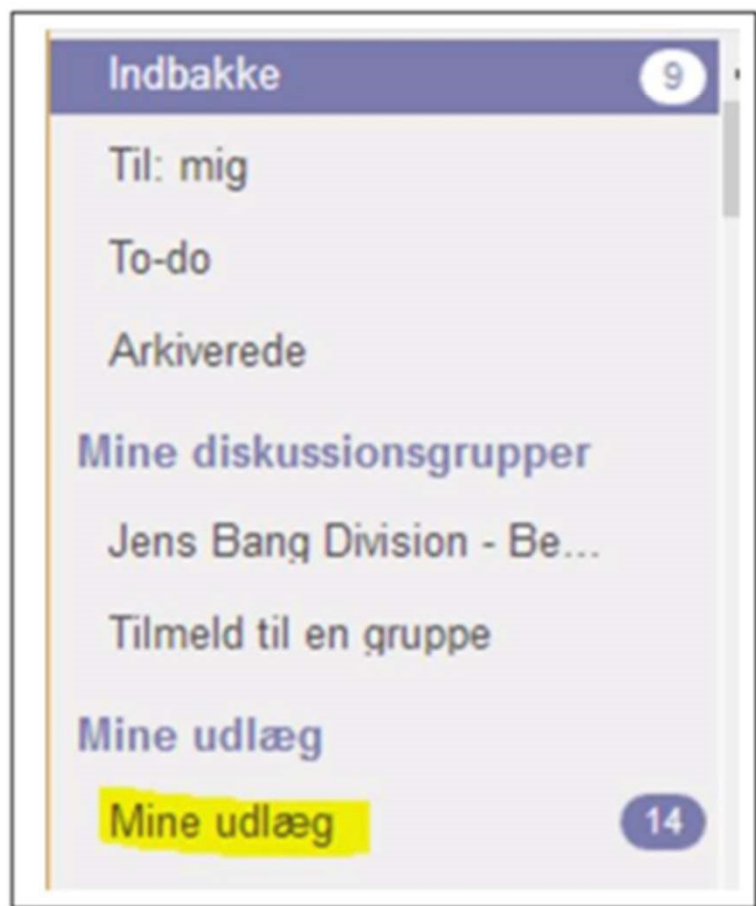 Indbakke 9
Til: mig
To-do
Arkiverede
Mine diskussionsgrupper
Jens Bang Division - Be...
Tilmeld til en gruppe
Mine udlæg
Mine udlæg 14